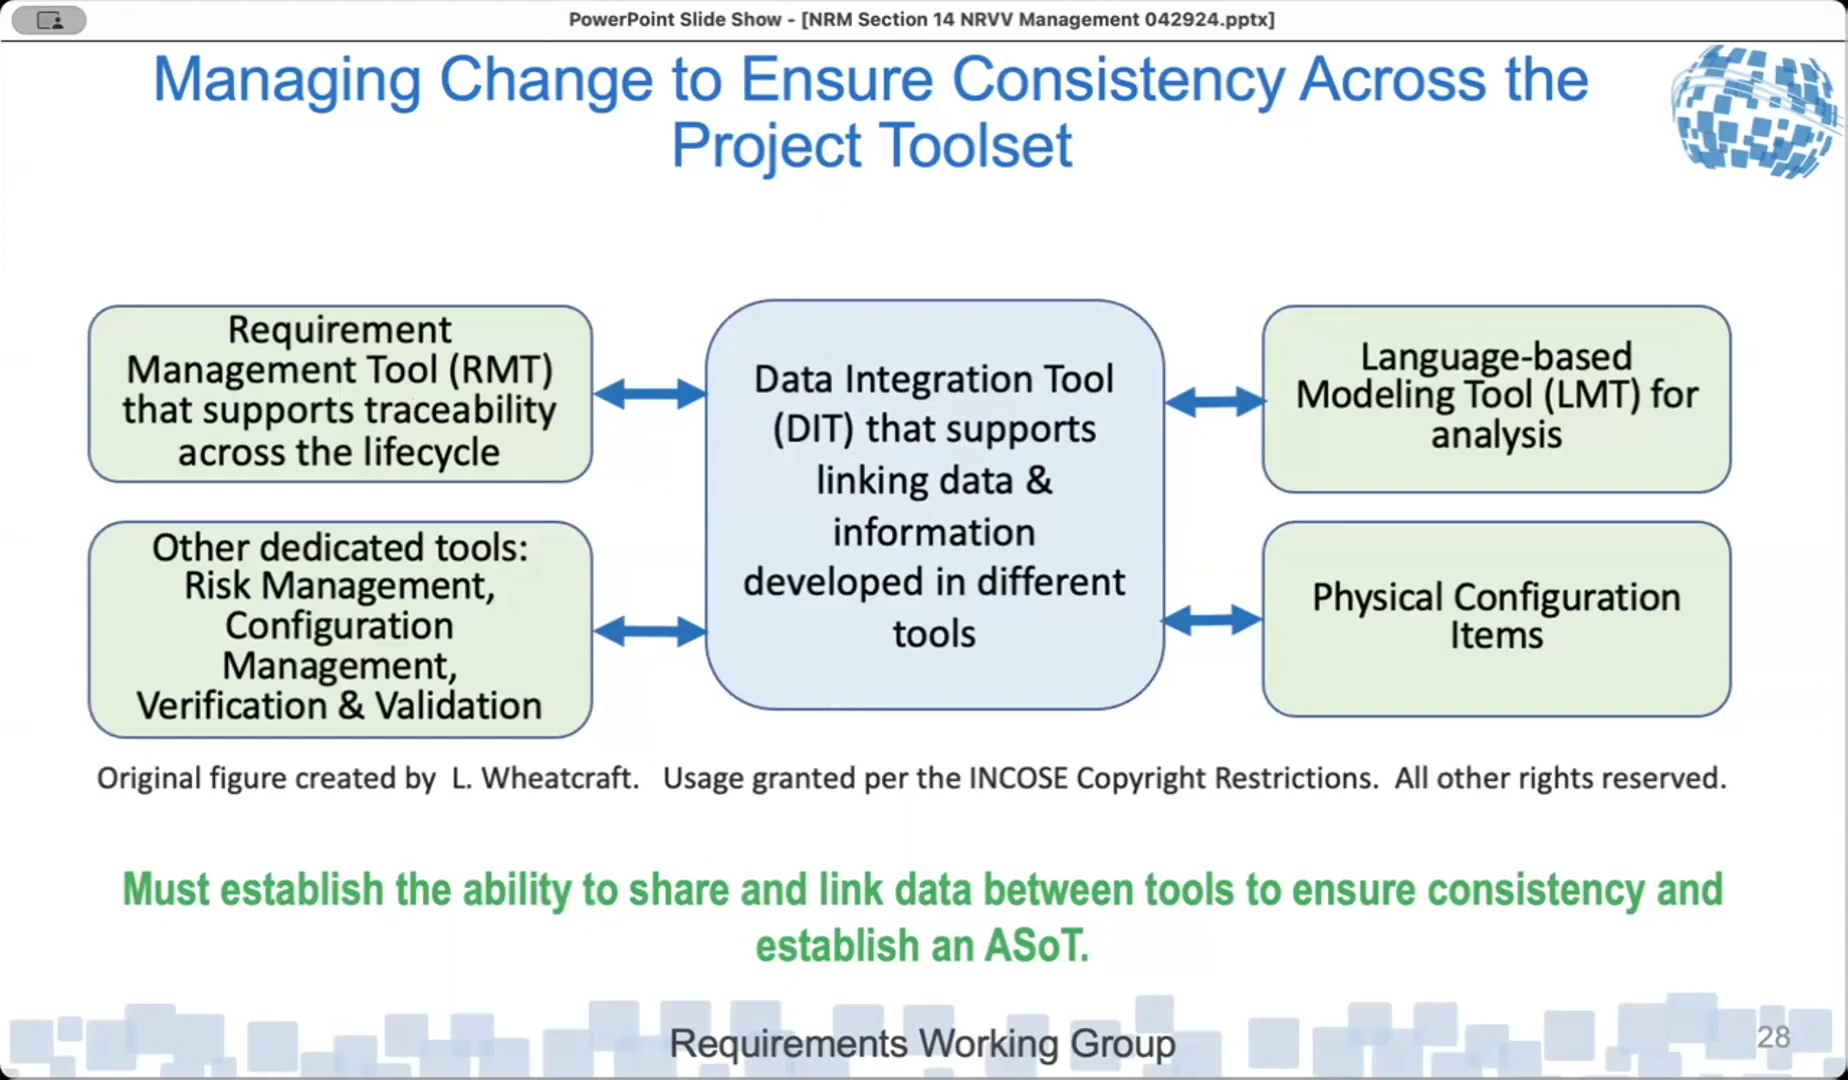 PowerPoint Slide Show - [NRM Section 14 NRVV Management 042924.pptx]
Managing Change to Ensure Consistency Across the
Project Toolset
Requirement
Management Tool (RMT)
that supports traceability
across the lifecycle
Other dedicated tools:
Risk Management,
Configuration
Management,
Verification & Validation
Data Integration Tool
(DIT) that supports
linking data &
information
developed in different
tools
Language-based
Modeling Tool (LMT) for
analysis
Physical Configuration
Items
Original figure created by L. Wheatcraft. Usage granted per the INCOSE Copyright Restrictions. All other rights reserved.
Must establish the ability to share and link data between tools to ensure consistency and
establish an ASoT.
Requirements Working Group
28